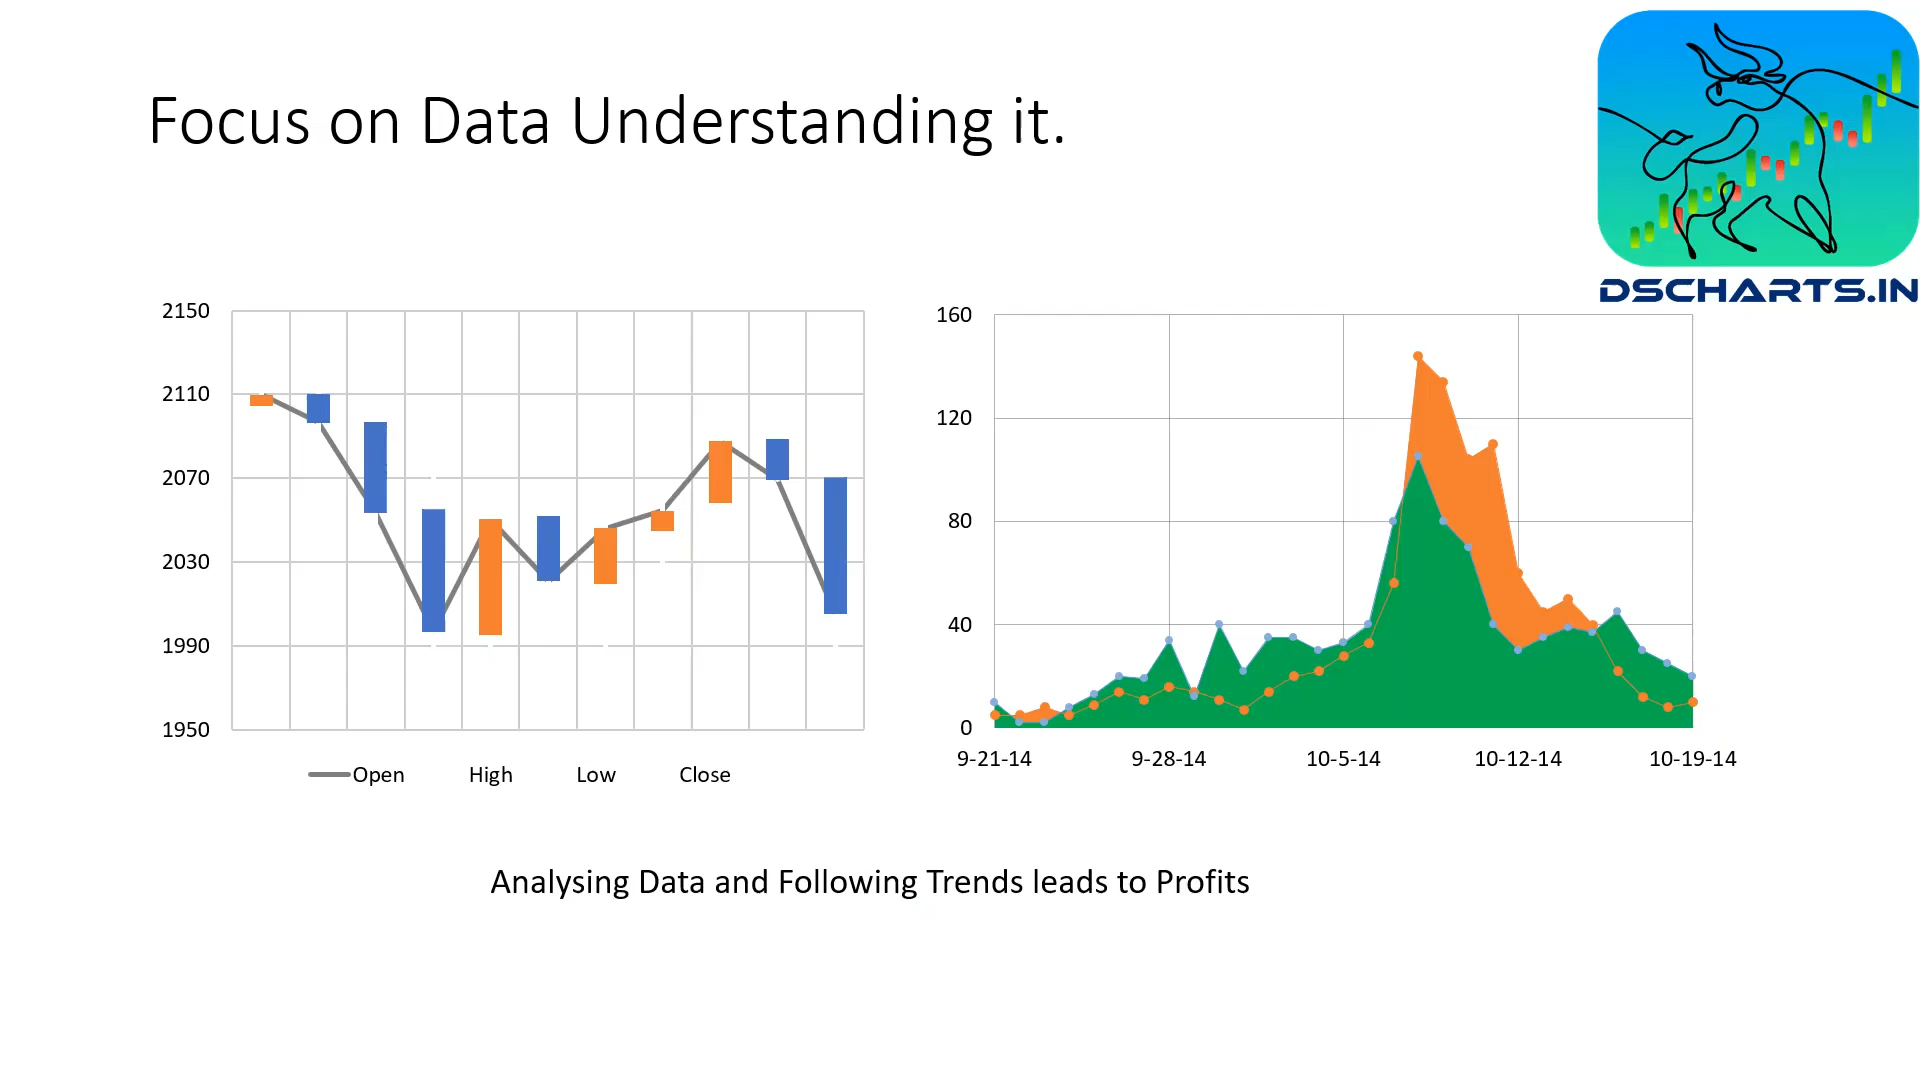 Focus on Data Understanding it.
DSCHARTS.IN
2150
2110
2070
2030
1990
1950
Open High Low Close
160
120
80
40
0
9-21-14 9-28-14 10-5-14 10-12-14 10-19-14
Analysing Data and Following Trends leads to Profits